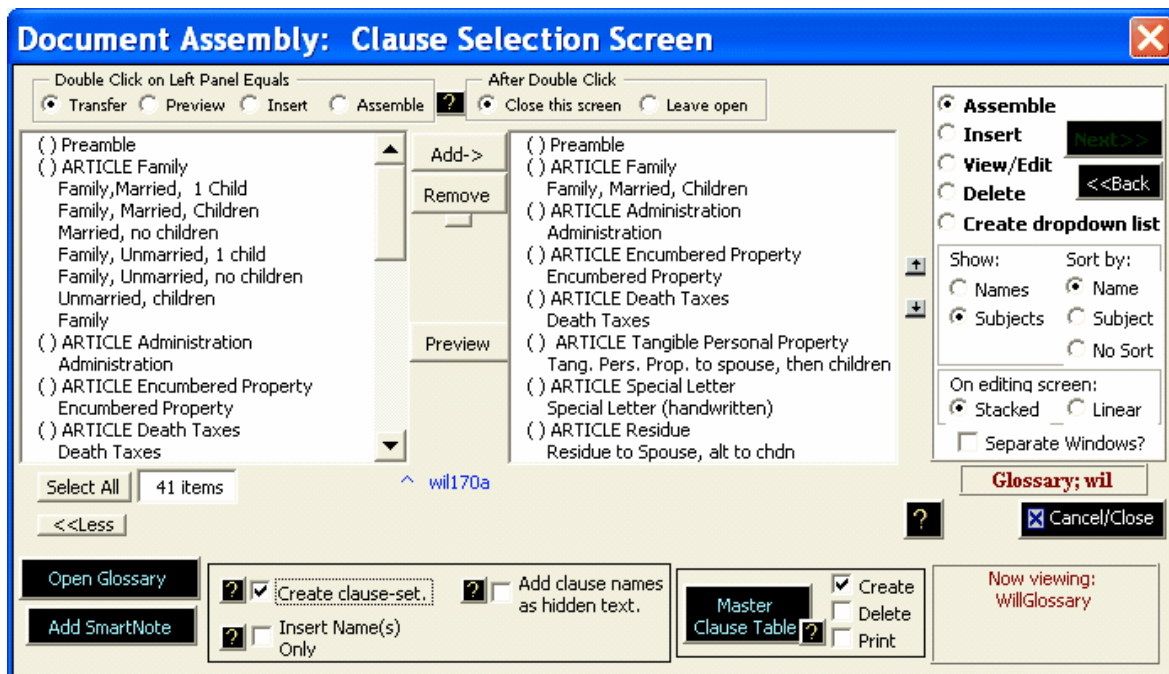 Document Assembly:  Clause Selection Screen
Double Click on Left Panel Equals
Transfer
Preview
Insert
Assemble
?
After Double Click
Close this screen
Leave open
( ) Preamble
( ) ARTICLE Family
Family,Married,  1 Child
Family, Married, Children
Married, no children
Family, Unmarried, 1 child
Family, Unmarried, no children
Unmarried, children
Family
( ) ARTICLE Administration
Administration
( ) ARTICLE Encumbered Property
Encumbered Property
( ) ARTICLE Death Taxes
Death Taxes
Add->
Remove
Preview
( ) Preamble
( ) ARTICLE Family
Family, Married, Children
( ) ARTICLE Administration
Administration
( ) ARTICLE Encumbered Property
Encumbered Property
( ) ARTICLE Death Taxes
Death Taxes
( )  ARTICLE Tangible Personal Property
Tang. Pers. Prop. to spouse, then children
( ) ARTICLE Special Letter
Special Letter (handwritten)
( ) ARTICLE Residue
Residue to Spouse, alt to chdn
Assemble
Insert
View/Edit
Delete
Create dropdown list
Next>>
<<Back
Show:
Names
Subjects
Sort by:
Name
Subject
No Sort
On editing screen:
Stacked
Linear
Separate Windows?
Select All
41 items
^  wil170a
Glossary; wil
<<Less
?
Cancel/Close
Open Glossary
Add SmartNote
? Create clause-set.
? Add clause names
as hidden text.
? Insert Name(s)
Only
Master
Clause Table
?
Create
Delete
Print
Now viewing:
WillGlossary